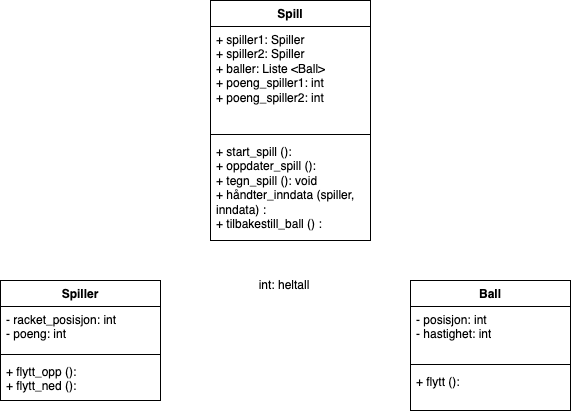 Spill
+ spiller1: Spiller
+ spiller2: Spiller
+ baller: Liste <Ball>
+ poeng_spiller1: int
+ poeng_spiller2: int
+ start_spill ():
+ oppdater_spill ():
+ tegn_spill (): void
+ håndter_inndata (spiller,
inndata) :
+ tilbakestill_ball () :
int: heltall
Spiller
- racket_posisjon: int
- poeng: int
+ flytt_opp ():
+ flytt_ned ():
Ball
- posisjon: int
- hastighet: int
+ flytt ():